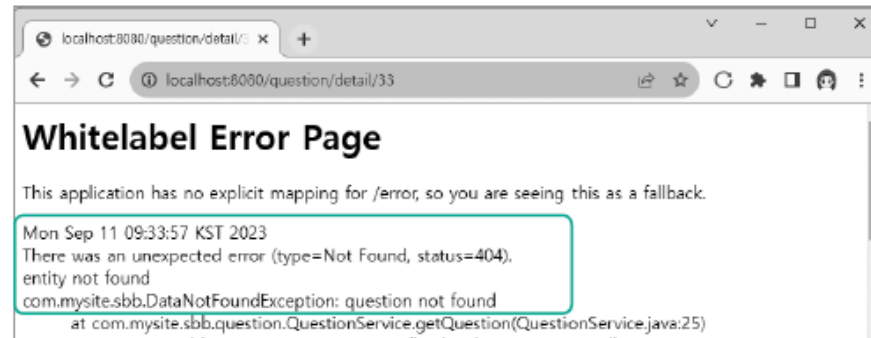 localhost:8080/question/detail/3
localhost:8080/question/detail/33
Whitelabel Error Page
This application has no explicit mapping for /error, so you are seeing this as a fallback.
Mon Sep 11 09:33:57 KST 2023
There was an unexpected error (type=Not Found, status=404).
entity not found
com.mysite.sbb.DataNotFoundException: question not found
at com.mysite.sbb.question.QuestionService.getQuestion(QuestionService.java:25)